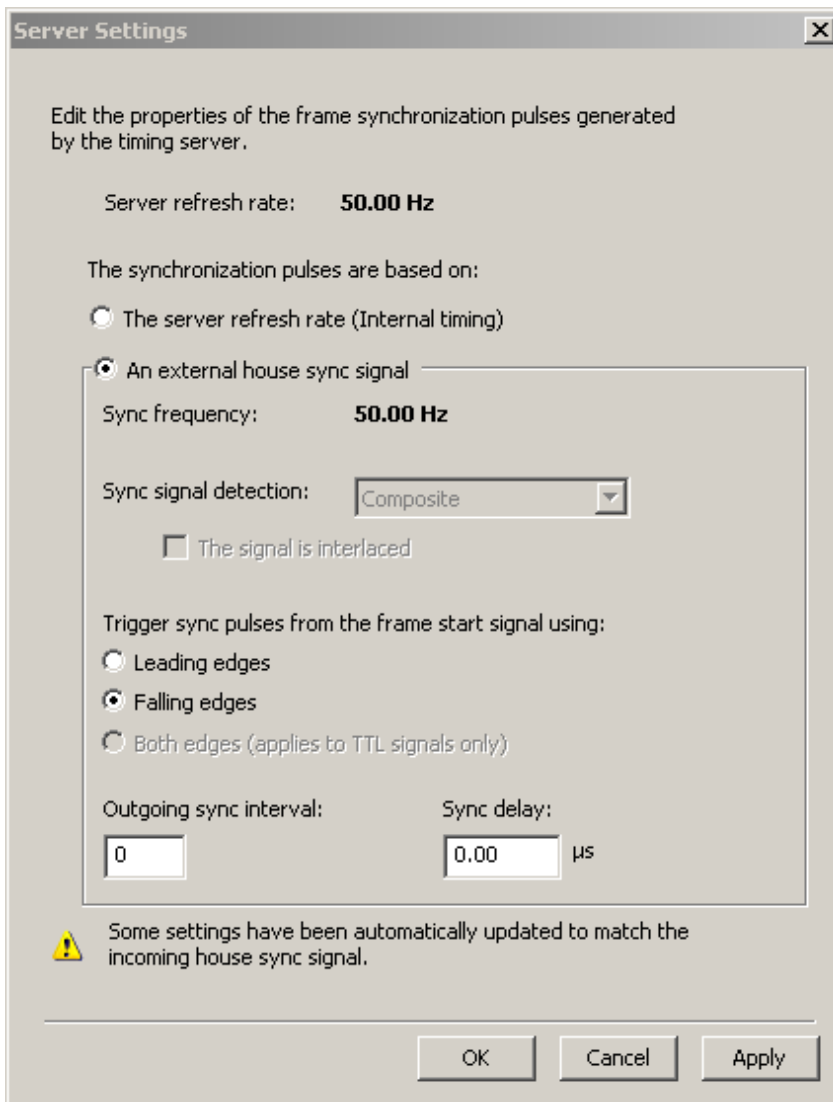 Server Settings
Edit the properties of the frame synchronization pulses generated
by the timing server.
Server refresh rate: 50.00 Hz
The synchronization pulses are based on:
The server refresh rate (Internal timing)
An external house sync signal
Sync frequency: 50.00 Hz
Sync signal detection: Composite
The signal is interlaced
Trigger sync pulses from the frame start signal using:
Leading edges
Falling edges
Both edges (applies to TTL signals only)
Outgoing sync interval: Sync delay:
0 0.00 µs
Some settings have been automatically updated to match the
incoming house sync signal.
OK Cancel Apply